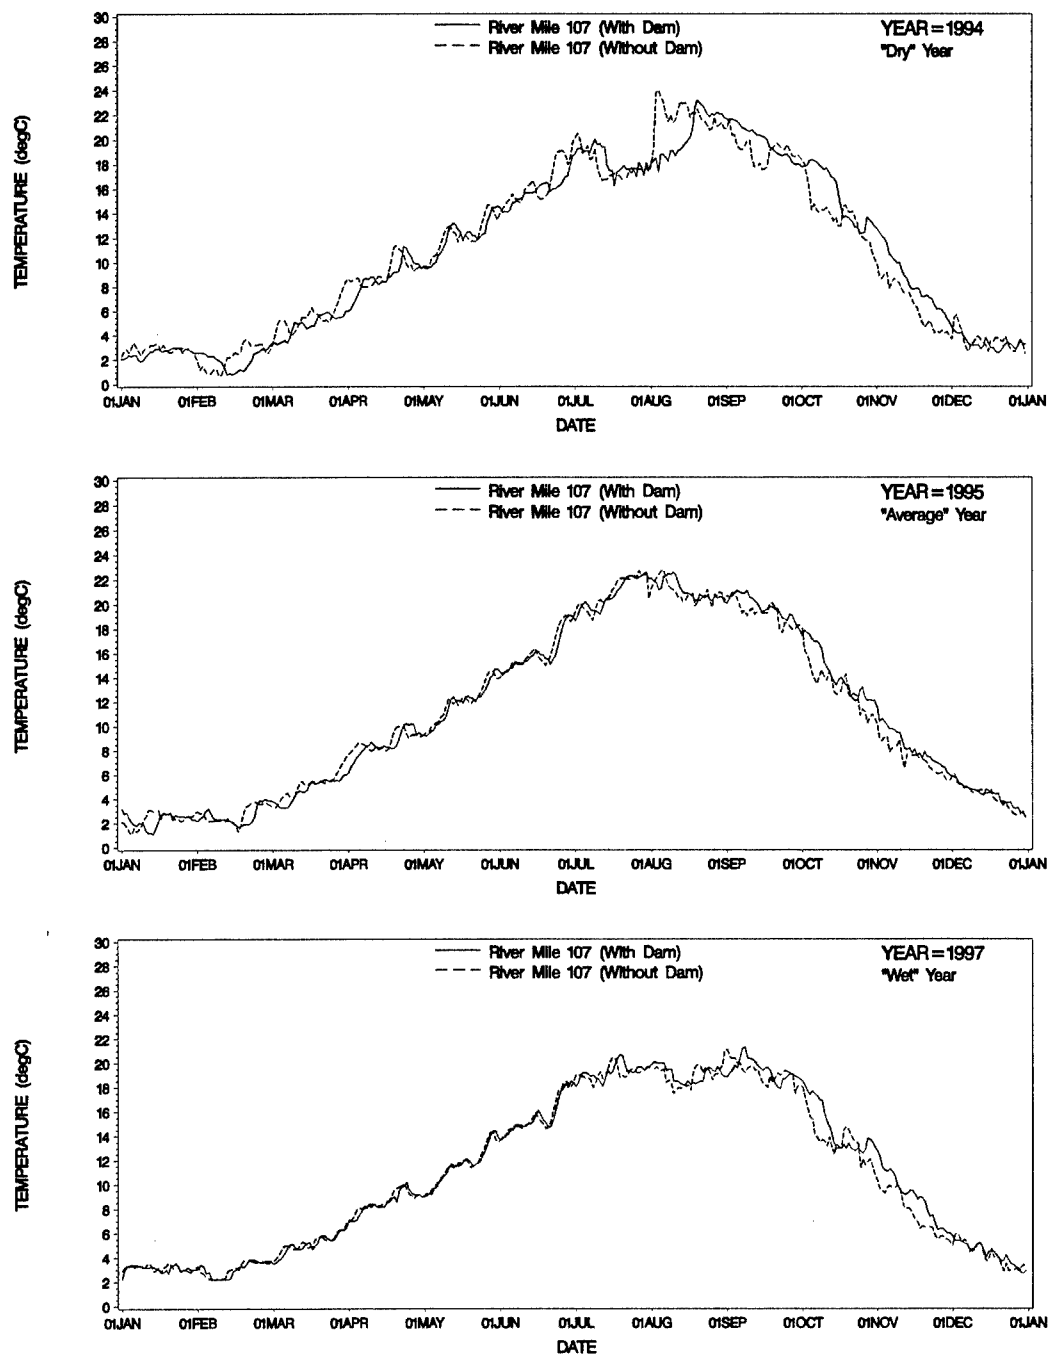 30
28
26
24
22
20
18
16
14
12
10
8
6
4
2
0
TEMPERATURE (degC)
River Mile 107 (With Dam)
River Mile 107 (Without Dam)
YEAR=1994
"Dry" Year
01JAN 01FEB 01MAR 01APR 01MAY 01JUN 01JUL 01AUG 01SEP 01OCT 01NOV 01DEC 01JAN
DATE
30
28
26
24
22
20
18
16
14
12
10
8
6
4
2
0
TEMPERATURE (degC)
River Mile 107 (With Dam)
River Mile 107 (Without Dam)
YEAR=1995
"Average" Year
01JAN 01FEB 01MAR 01APR 01MAY 01JUN 01JUL 01AUG 01SEP 01OCT 01NOV 01DEC 01JAN
DATE
30
28
26
24
22
20
18
16
14
12
10
8
6
4
2
0
TEMPERATURE (degC)
River Mile 107 (With Dam)
River Mile 107 (Without Dam)
YEAR=1997
"Wet" Year
01JAN 01FEB 01MAR 01APR 01MAY 01JUN 01JUL 01AUG 01SEP 01OCT 01NOV 01DEC 01JAN
DATE